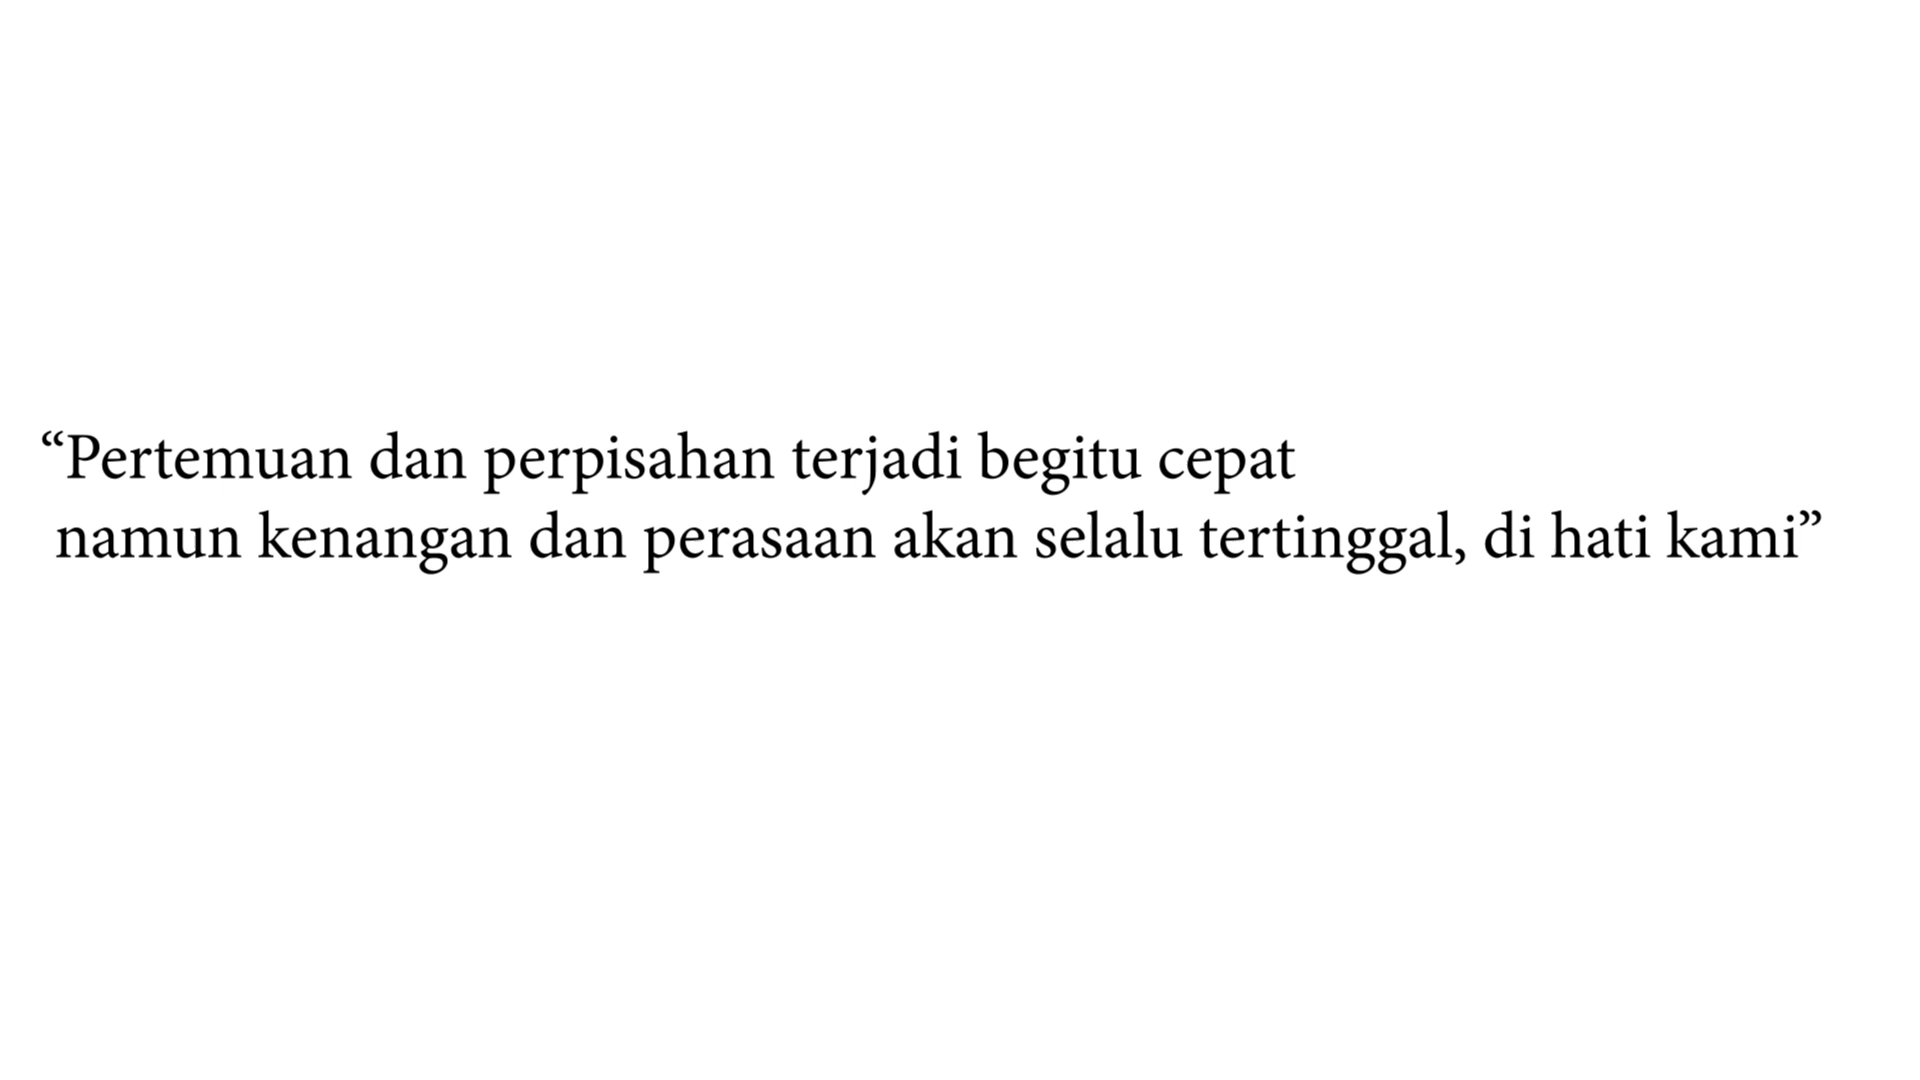 “Pertemuan dan perpisahan terjadi begitu cepat
namun kenangan dan perasaan akan selalu tertinggal, di hati kami”